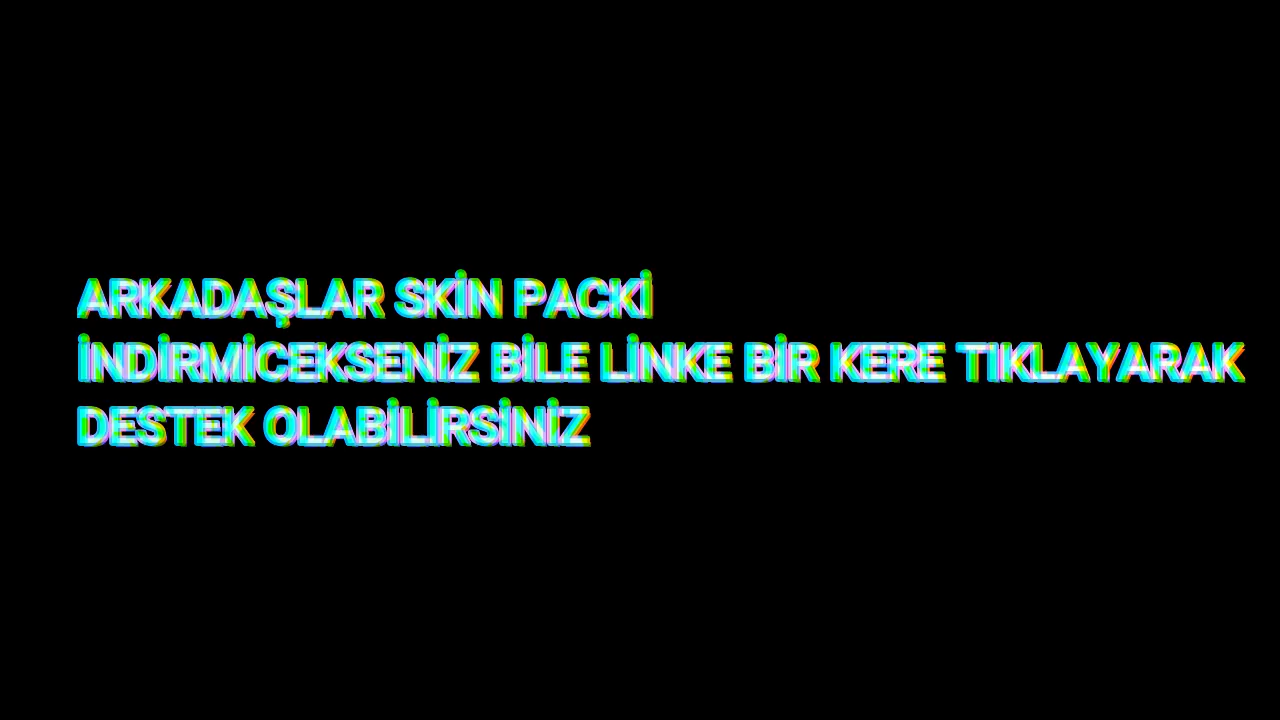 ARKADAŞLAR SKİN PACKİ
İNDİRMİCEKSENİZ BİLE LİNKE BİR KERE TIKLAYARAK
DESTEK OLABİLİRSİNİZ